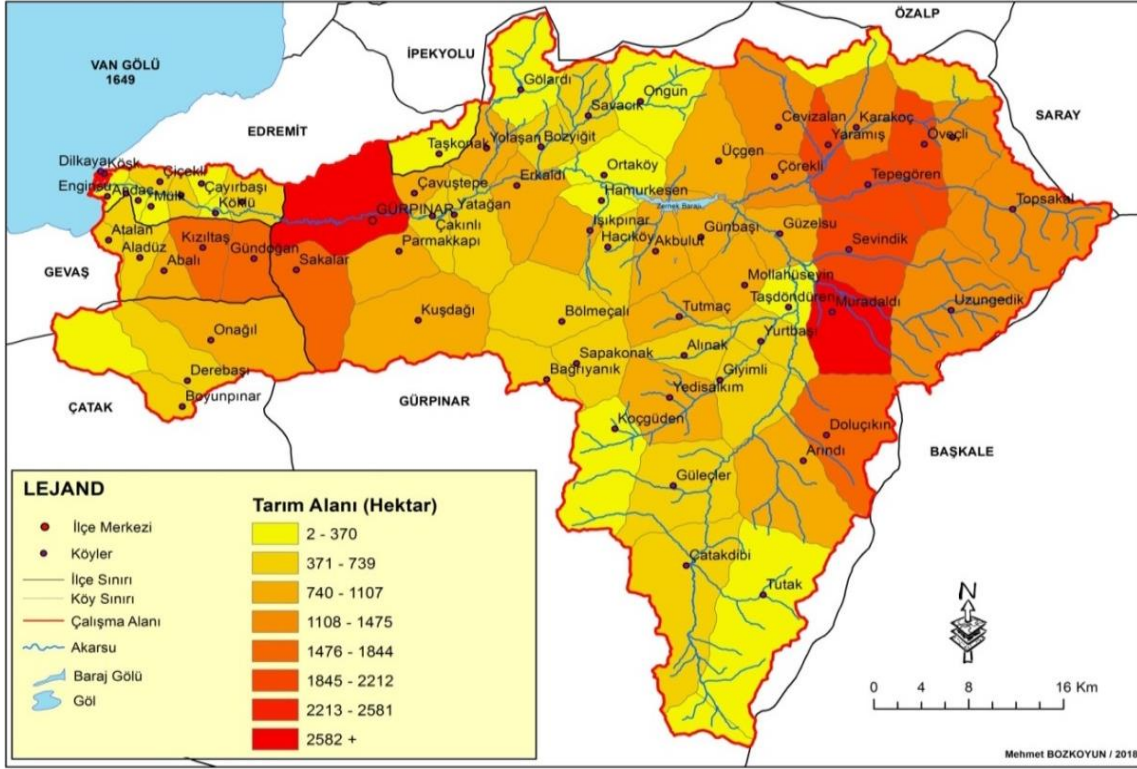 ÖZALP
İPEKYOLU
VAN GÖLÜ
1649
EDREMİT
SARAY
Gölardı
Ongun
Savacık
Cevizalan
Karakoç
Yaramış
Oveçli
Taşkonak
Yolaşan
Bozyiğit
Üçgen
Ortaköy
Çörekli
Tepegören
Dilkaya
Köşk
Çiçekli
Enginsu
Mülk
Çayırbaşı
Köklü
Çavuştepe
Erkaldı
Hamurkesen
Zernek Barajı
Topsakal
GÜRPINAR
Yatağan
Çakınlı
Işıkpınar
Hacıköy
Akbulut
Günbaşı
Güzelsu
Sevindik
Atalan
Aladüz
Kızıltaş
Gündoğan
Abalı
Sakalar
Parmakkapı
GEVAŞ
Mollahüseyin
Taşdöndüren
Muradaldı
Uzungedik
Kuşdağı
Bölmeçalı
Tutmaç
Onağıl
Yurtbaşı
Alınak
Sapakonak
Bağrıyanık
Giyimli
Derebaşı
Boyunpınar
Yedisalkım
ÇATAK
GÜRPINAR
Koçgüden
Doluçıkın
Arındı
BAŞKALE
Güleçler
Çatakdibi
Tutak
LEJAND
İlçe Merkezi
Köyler
İlçe Sınırı
Köy Sınırı
Çalışma Alanı
Akarsu
Baraj Gölü
Göl
Tarım Alanı (Hektar)
2 - 370
371 - 739
740 - 1107
1108 - 1475
1476 - 1844
1845 - 2212
2213 - 2581
2582 +
N
0 4 8 16 Km
Mehmet BOZKOYUN / 2018